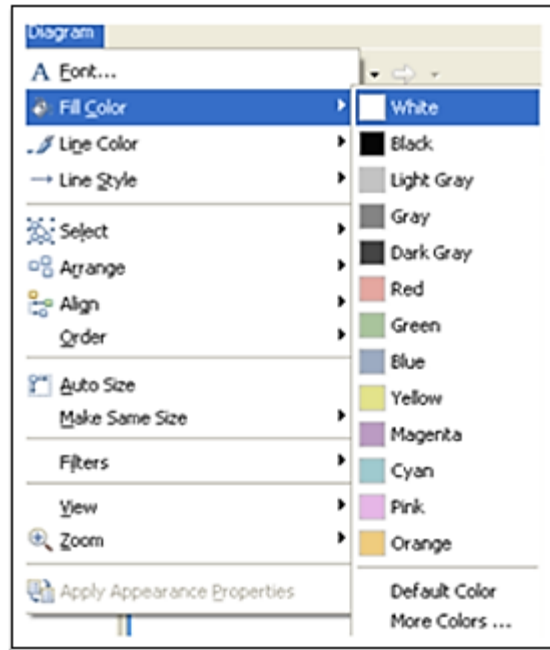 Diagram
Font...
Fill Color
Line Color
Line Style
Select
Arrange
Align
Order
Auto Size
Make Same Size
Filters
View
Zoom
Apply Appearance Properties
White
Black
Light Gray
Gray
Dark Gray
Red
Green
Blue
Yellow
Magenta
Cyan
Pink
Orange
Default Color
More Colors ...